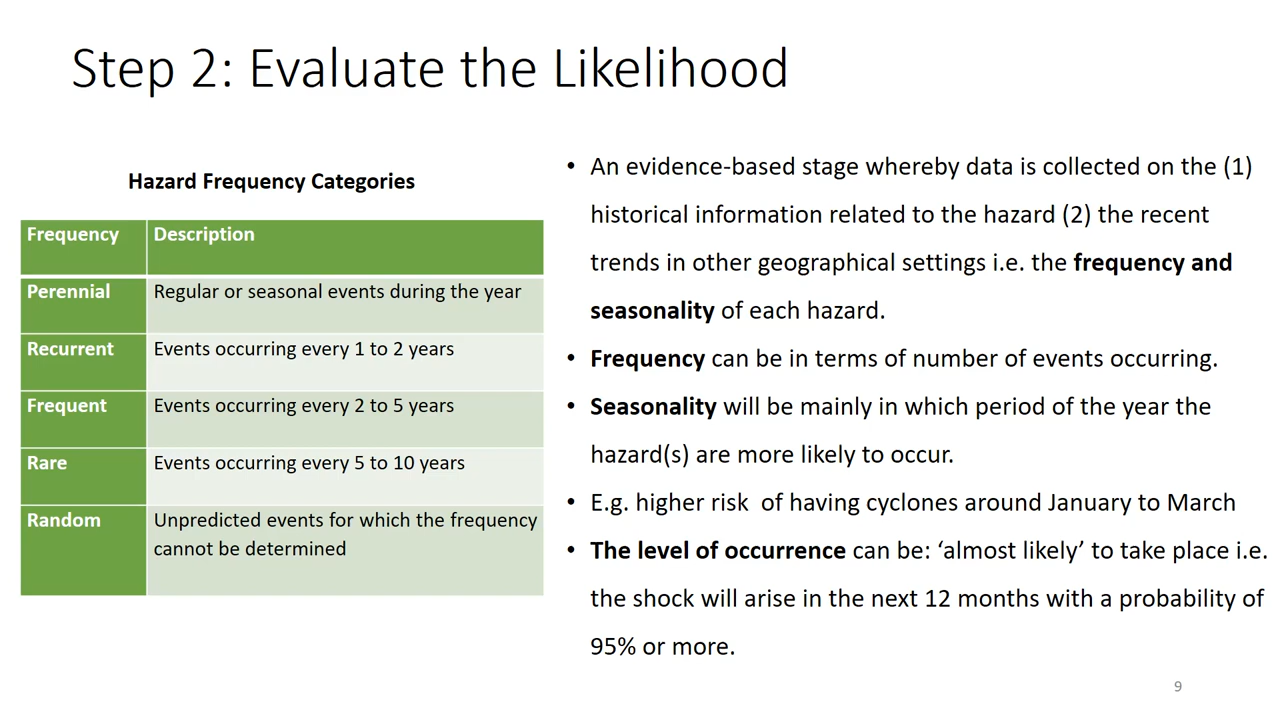 Step 2: Evaluate the Likelihood
Hazard Frequency Categories
Frequency Description
Perennial Regular or seasonal events during the year
Recurrent Events occurring every 1 to 2 years
Frequent Events occurring every 2 to 5 years
Rare Events occurring every 5 to 10 years
Random Unpredicted events for which the frequency
cannot be determined
• An evidence-based stage whereby data is collected on the (1)
historical information related to the hazard (2) the recent
trends in other geographical settings i.e. the frequency and
seasonality of each hazard.
• Frequency can be in terms of number of events occurring.
• Seasonality will be mainly in which period of the year the
hazard(s) are more likely to occur.
• E.g. higher risk  of having cyclones around January to March
• The level of occurrence can be: ‘almost likely’ to take place i.e.
the shock will arise in the next 12 months with a probability of
95% or more.
9